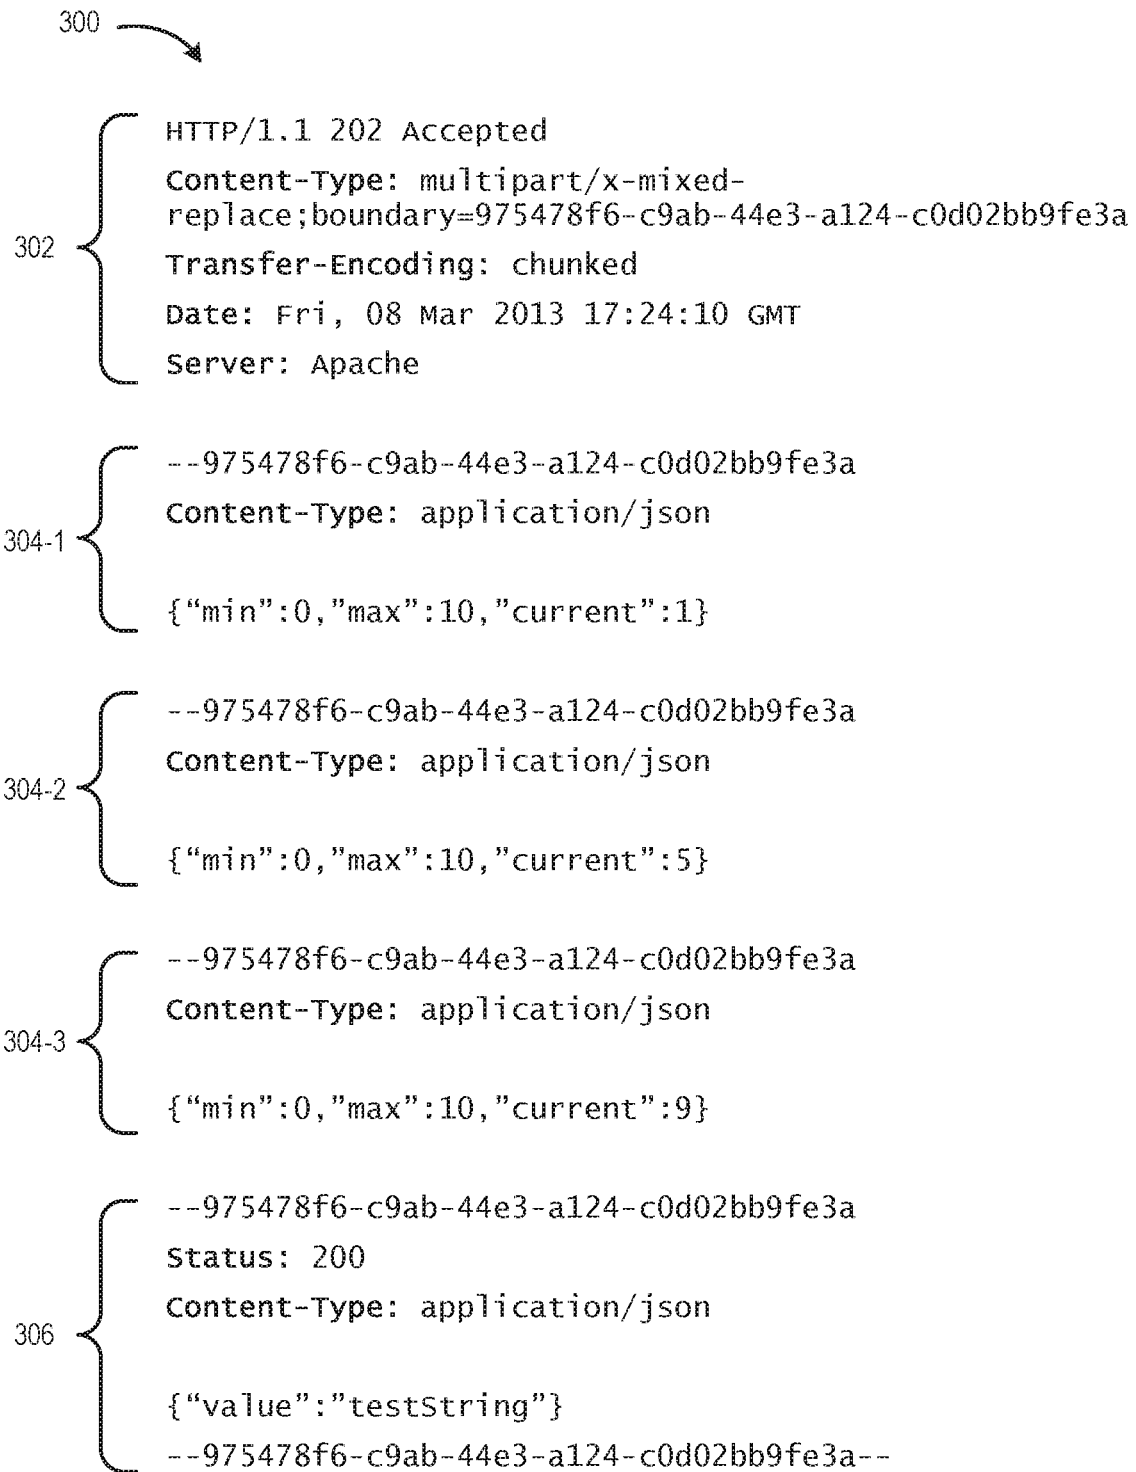 300
HTTP/1.1 202 Accepted
Content-Type: multipart/x-mixed-
replace;boundary=975478f6-c9ab-44e3-a124-c0d02bb9fe3a
302
Transfer-Encoding: chunked
Date: Fri, 08 Mar 2013 17:24:10 GMT
Server: Apache
--975478f6-c9ab-44e3-a124-c0d02bb9fe3a
Content-Type: application/json
304-1
{“min”:0,”max”:10,”current”:1}
--975478f6-c9ab-44e3-a124-c0d02bb9fe3a
Content-Type: application/json
304-2
{“min”:0,”max”:10,”current”:5}
--975478f6-c9ab-44e3-a124-c0d02bb9fe3a
Content-Type: application/json
304-3
{“min”:0,”max”:10,”current”:9}
--975478f6-c9ab-44e3-a124-c0d02bb9fe3a
Status: 200
Content-Type: application/json
306
{“value”:”testString”}
--975478f6-c9ab-44e3-a124-c0d02bb9fe3a--